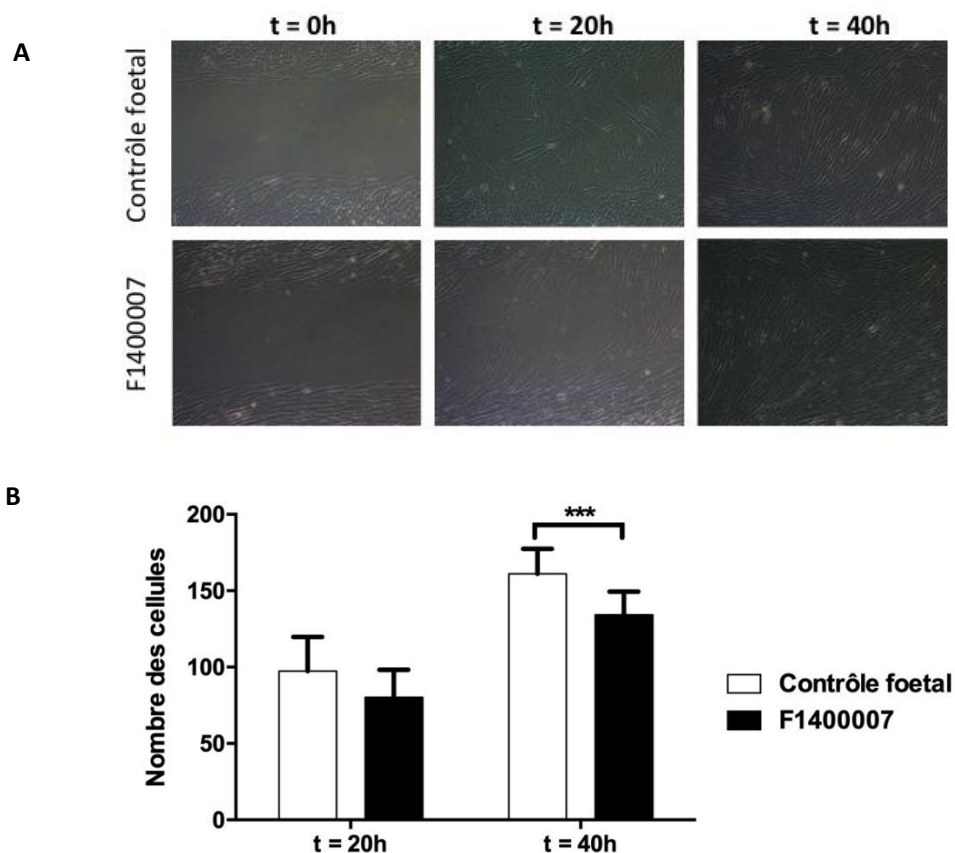 A
t = 0h
t = 20h
t = 40h
Contrôle foetal
F1400007
B
Nombre des cellules
200
150
100
50
0
***
t = 20h
t = 40h
Contrôle foetal
F1400007